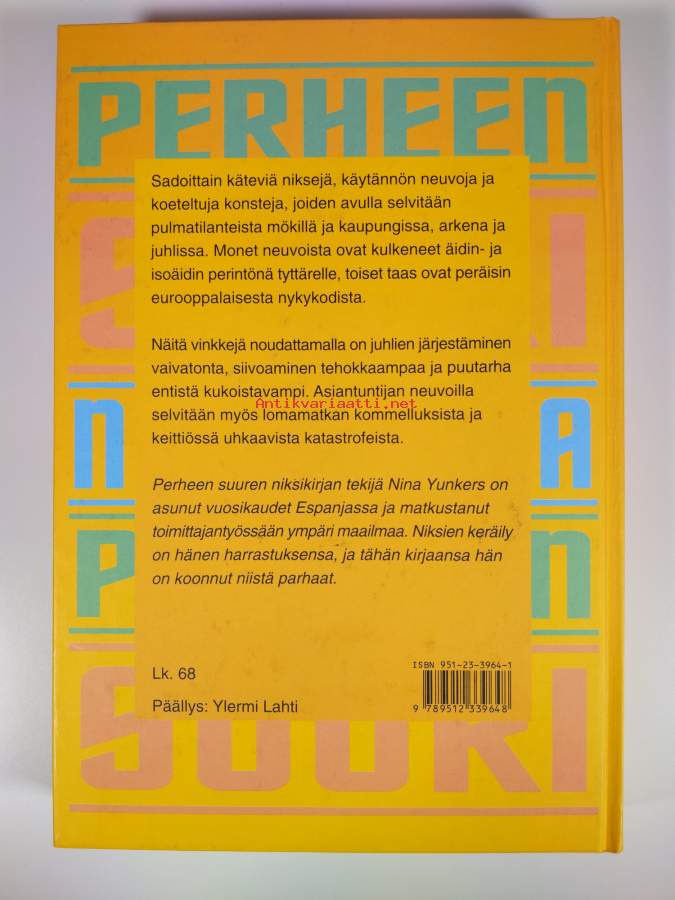 PERHEEN
Sadoittain käteviä niksejä, käytännön neuvoja ja
koeteltuja konsteja, joiden avulla selvitään
pulmatilanteista mökillä ja kaupungissa, arkena ja
juhlissa. Monet neuvoista ovat kulkeneet äidin- ja
isoäidin perintönä tyttärelle, toiset taas ovat peräisin
eurooppalaisesta nykykodista.
Näitä vinkkejä noudattamalla on juhlien järjestäminen
vaivatonta, siivoaminen tehokkaampaa ja puutarha
entistä kukoistavampi. Asiantuntijan neuvoilla
Antikvariaatti.net
selvitään myös lomamatkan kommelluksista ja
keittiössä uhkaavista katastrofeista.
Perheen suuren niksikirjan tekijä Nina Yunkers on
asunut vuosikaudet Espanjassa ja matkustanut
toimittajantyössään ympäri maailmaa. Niksien keräily
on hänen harrastuksensa, ja tähän kirjaansa hän
on koonnut niistä parhaat.
Lk. 68
Päällys: Ylermi Lahti
ISBN 951-23-3964-1
9 789512 339648
SUURI